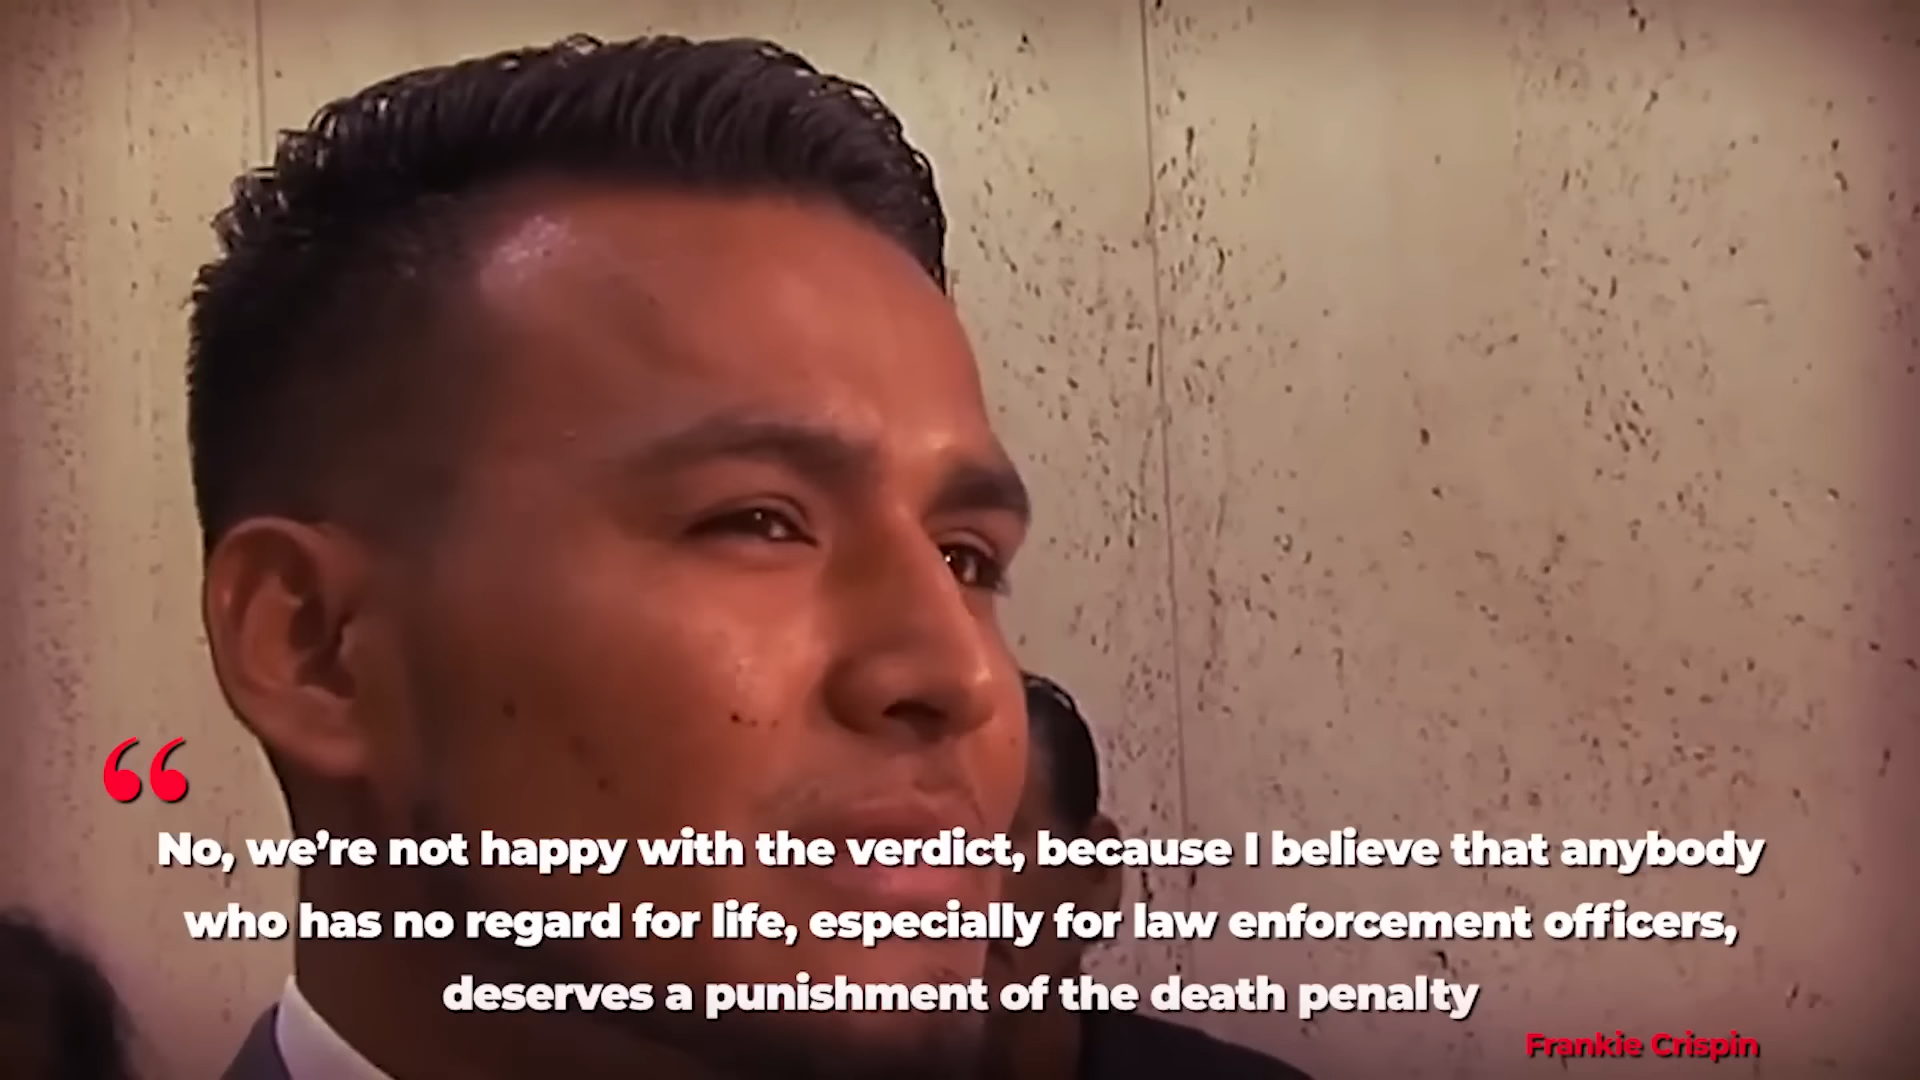 “
No, we’re not happy with the verdict, because I believe that anybody
who has no regard for life, especially for law enforcement officers,
deserves a punishment of the death penalty
Frankie Crispin